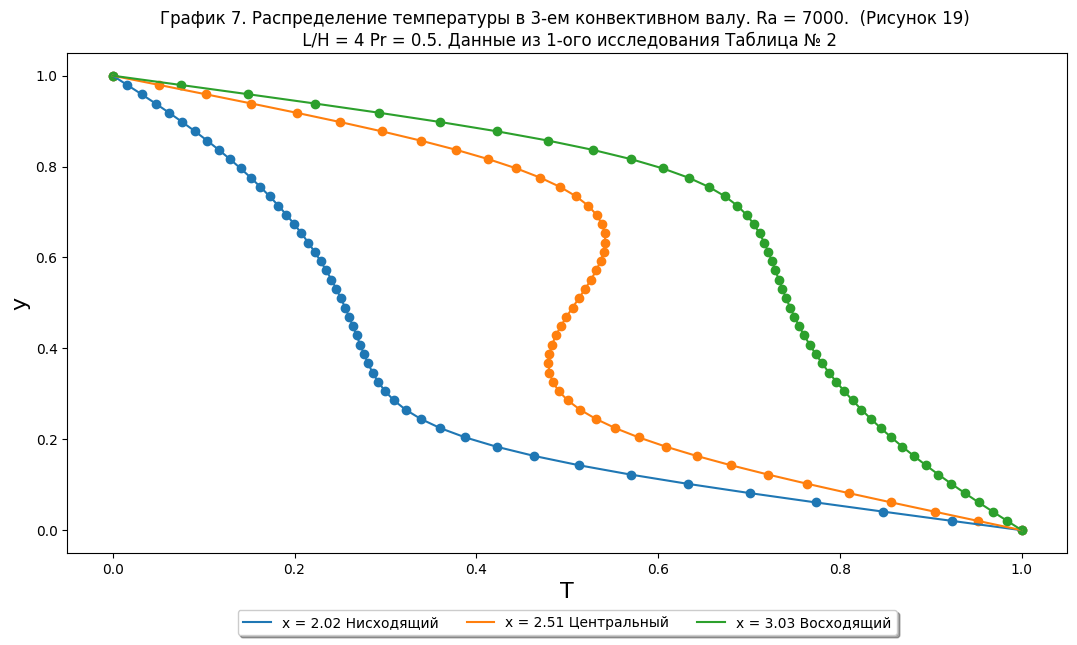 График 7. Распределение температуры в 3-ем конвективном валу. Ra = 7000. (Рисунок 19)
L/H = 4 Pr = 0.5. Данные из 1-ого исследования Таблица № 2
1.0
0.8
0.6
0.4
0.2
0.0
y
0.0 0.2 0.4 0.6 0.8 1.0
T
x = 2.02 Нисходящий x = 2.51 Центральный x = 3.03 Восходящий